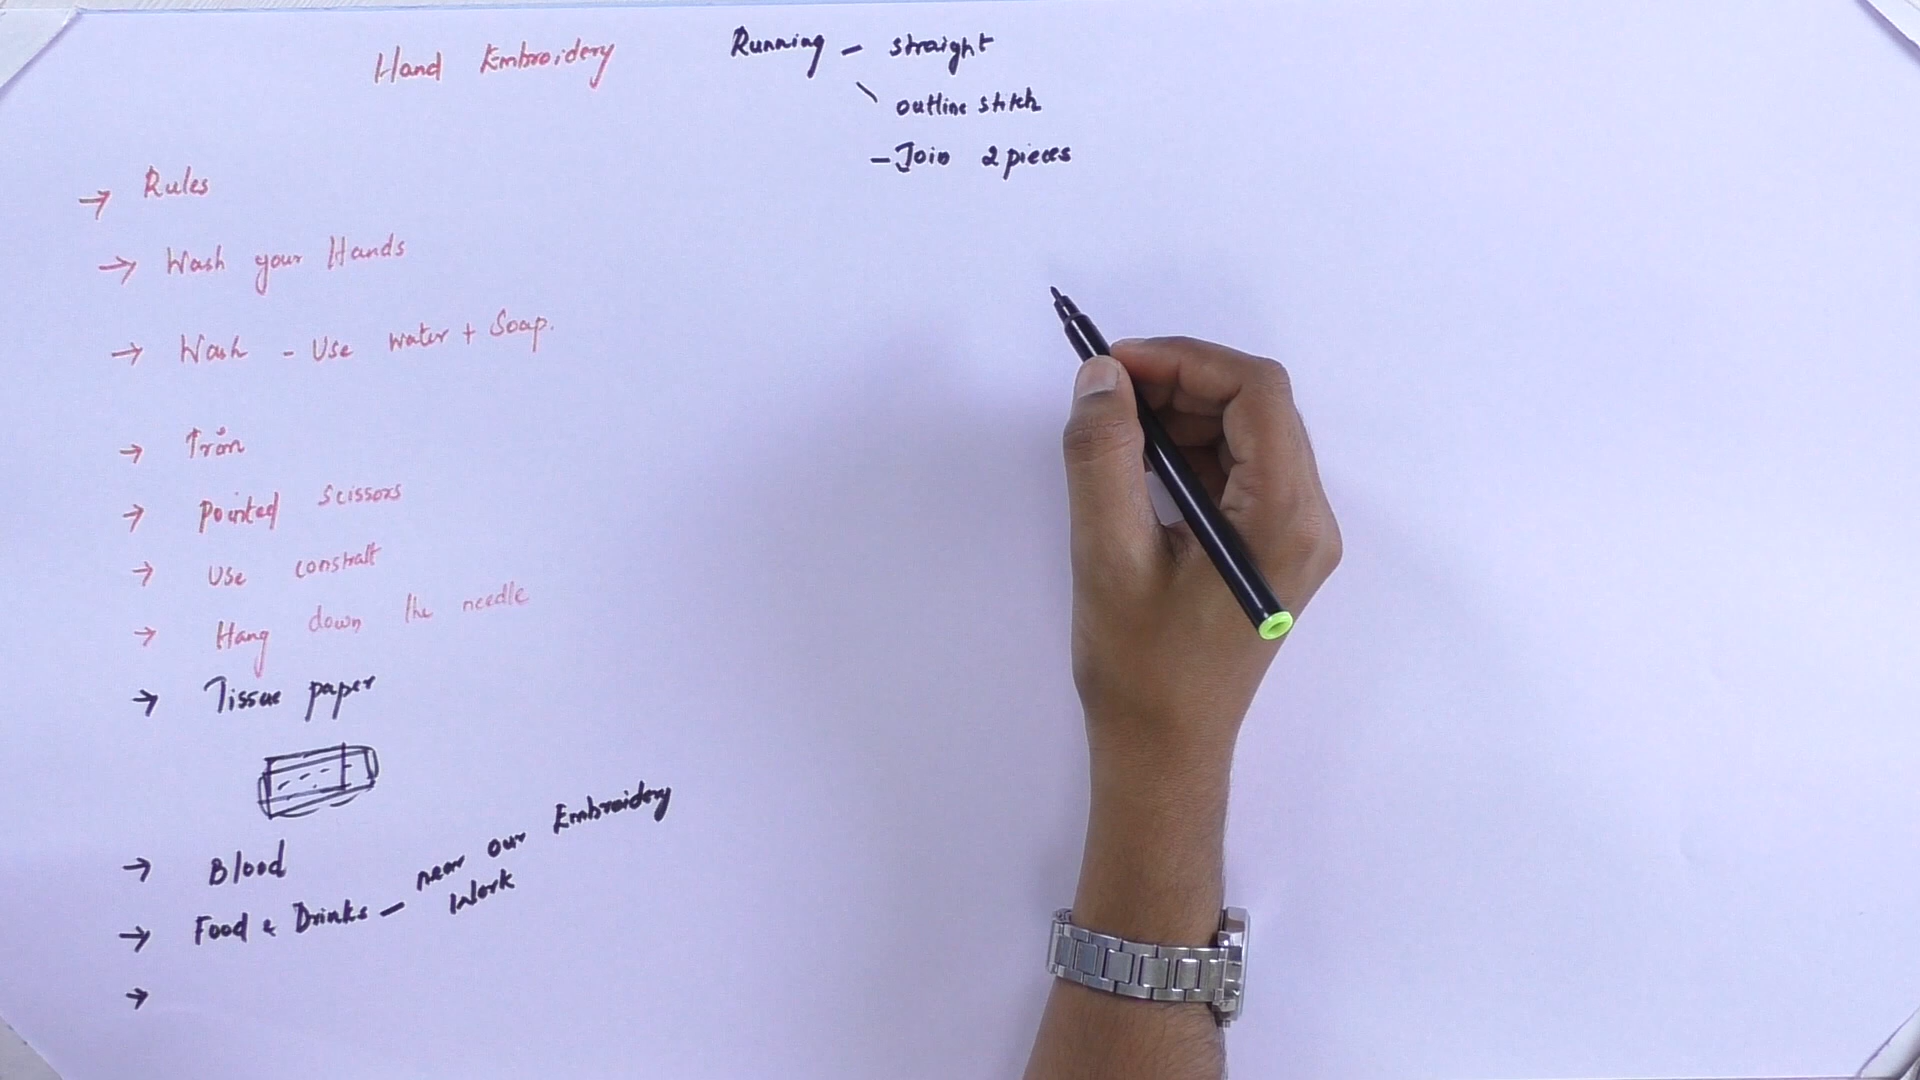 Hand Embroidery
→ Rules
→ Wash your Hands
→ Wash - Use water + Soap.
→ Iron
→ Pointed scissors
→ Use constratt
→ Hang down the needle
→ Tissue paper
→ Blood
→ Food & Drinks - near our Embroidery
Work
→
Running - straight
outline stitch
- Join 2 pieces